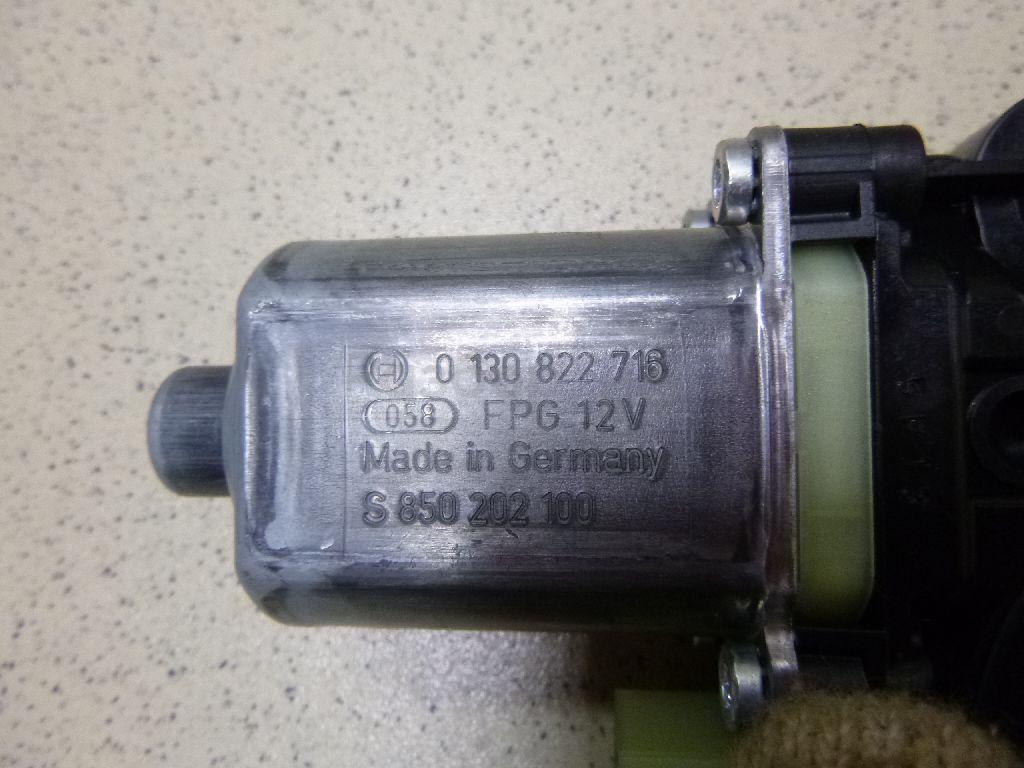 0 130 822 716
058 FPG 12V
Made in Germany
S 850 202 100